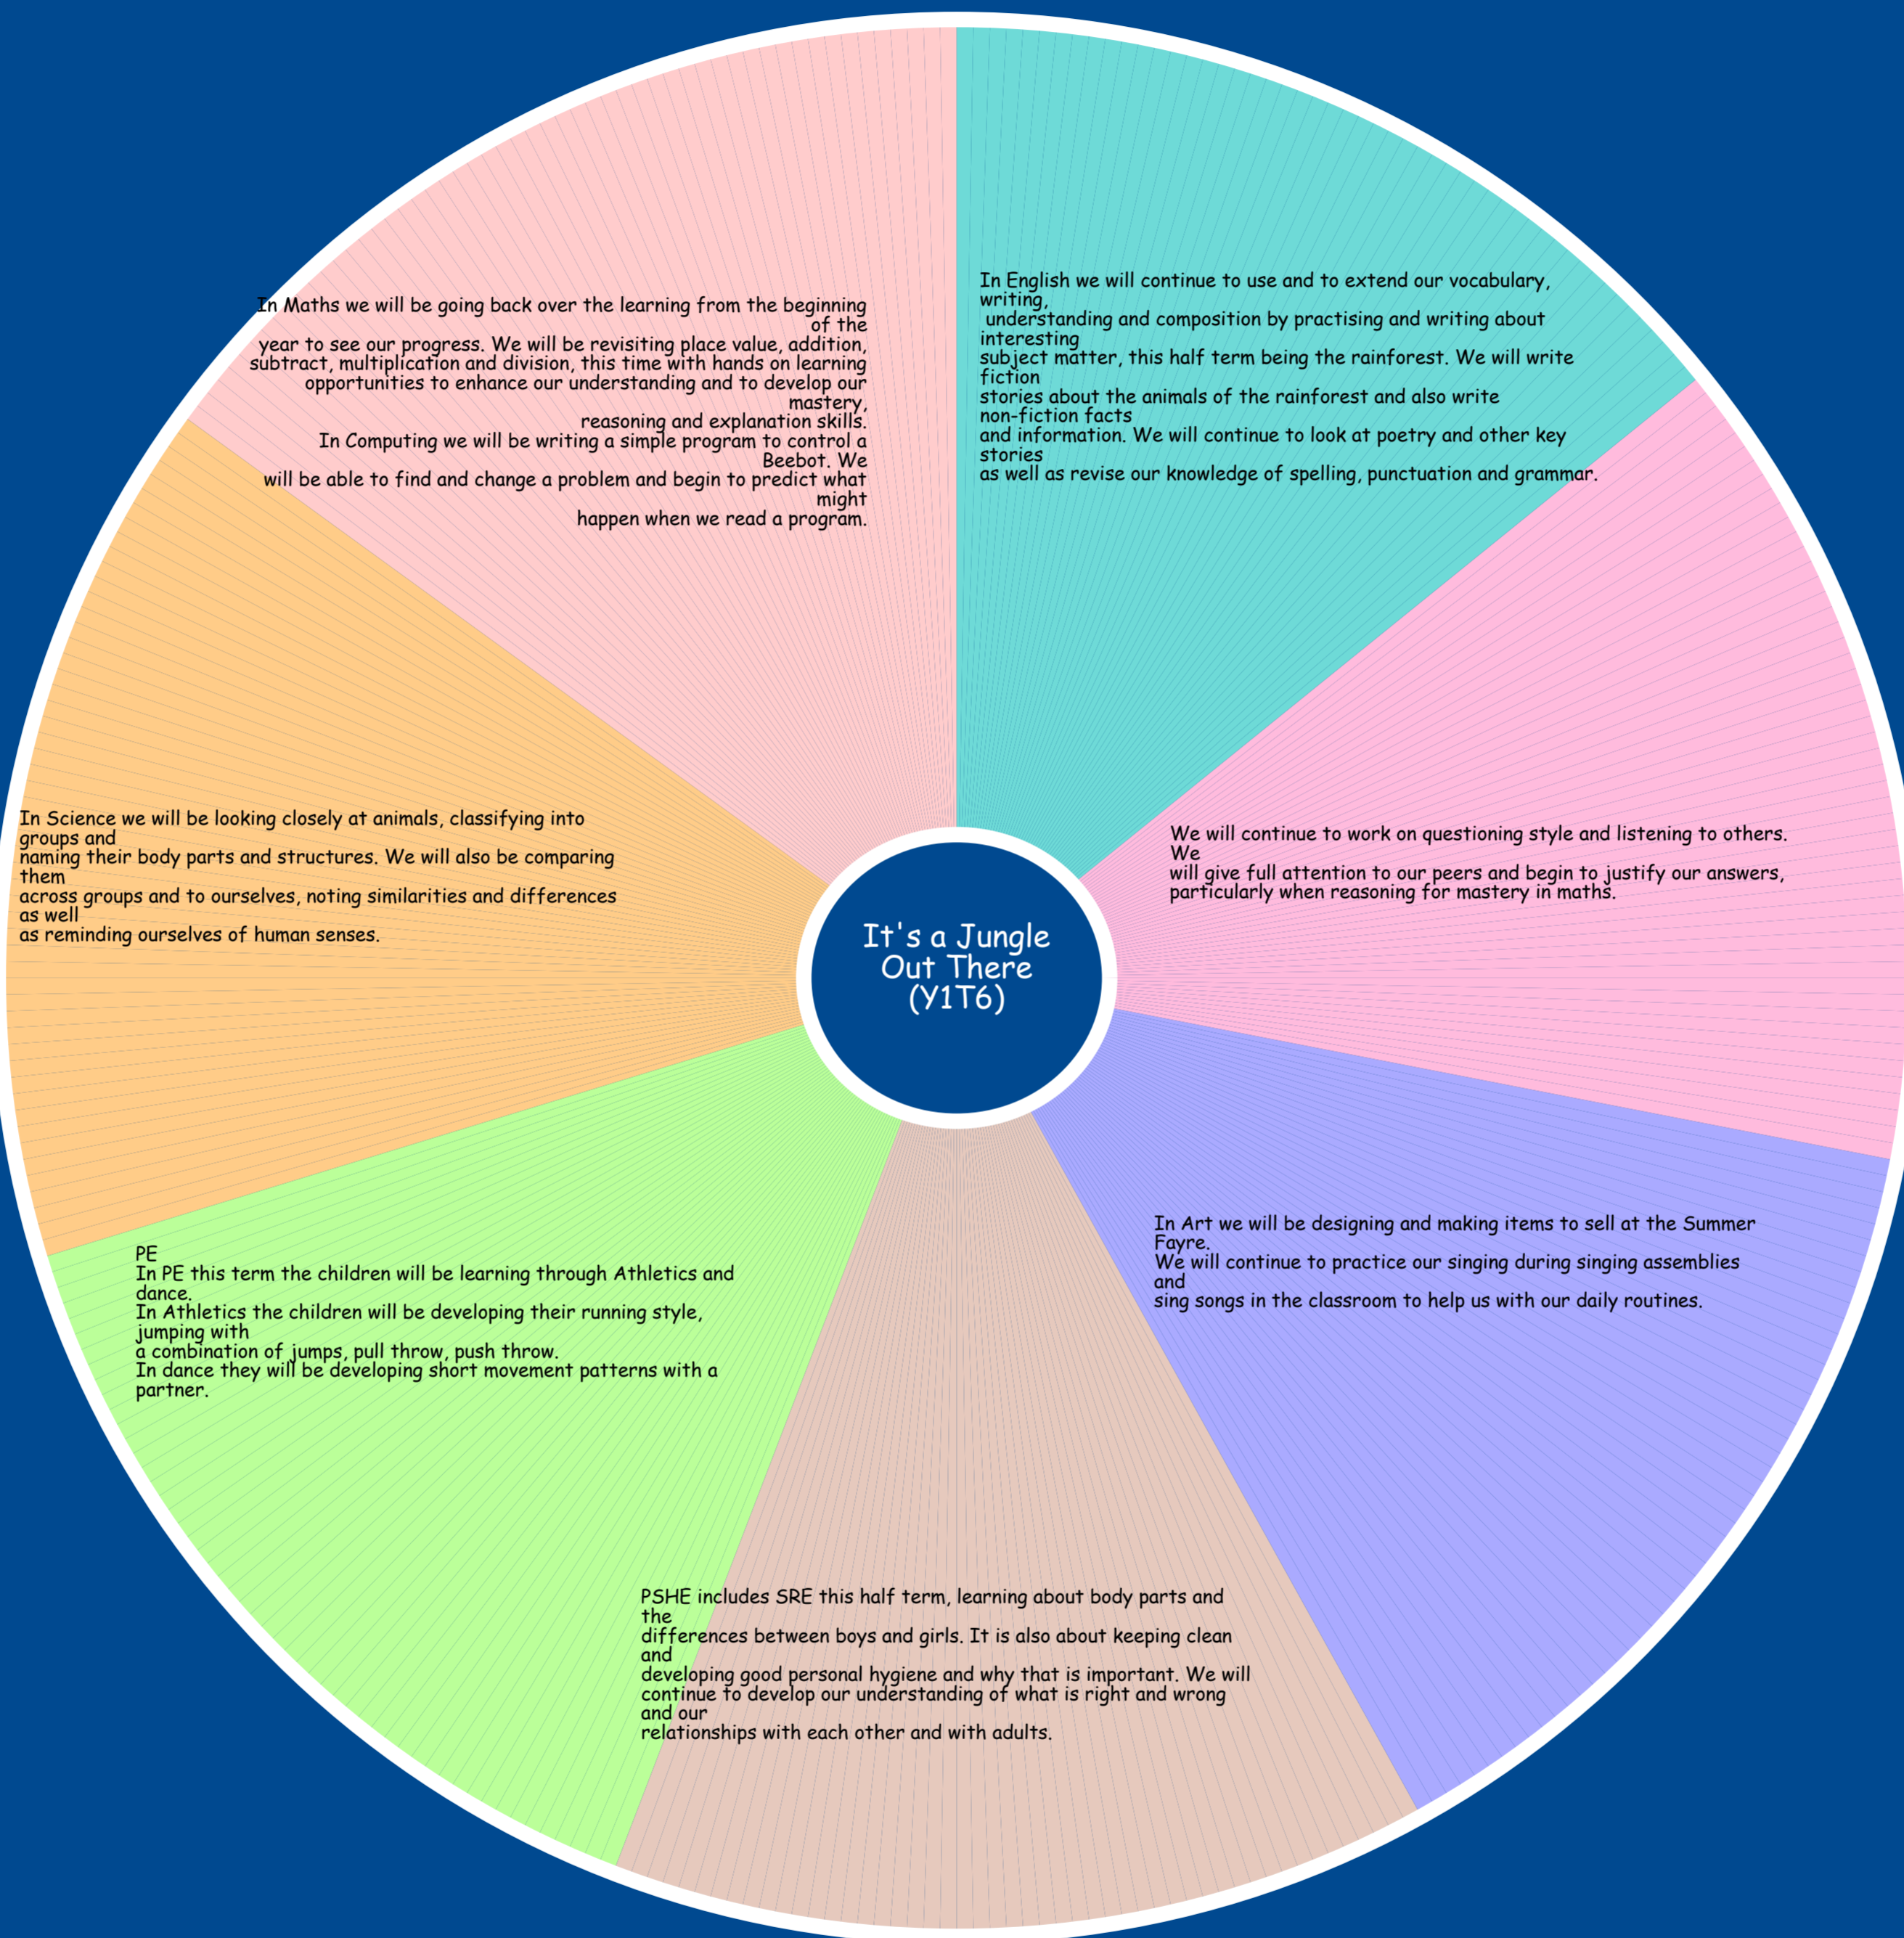 In Maths we will be going back over the learning from the beginning
of the
year to see our progress. We will be revisiting place value, addition,
subtract, multiplication and division, this time with hands on learning
opportunities to enhance our understanding and to develop our
mastery,
reasoning and explanation skills.
In Computing we will be writing a simple program to control a
Beebot. We
will be able to find and change a problem and begin to predict what
might
happen when we read a program.
In English we will continue to use and to extend our vocabulary,
writing,
understanding and composition by practising and writing about
interesting
subject matter, this half term being the rainforest. We will write
fiction
stories about the animals of the rainforest and also write
non-fiction facts
and information. We will continue to look at poetry and other key
stories
as well as revise our knowledge of spelling, punctuation and grammar.
In Science we will be looking closely at animals, classifying into
groups and
naming their body parts and structures. We will also be comparing
them
across groups and to ourselves, noting similarities and differences
as well
as reminding ourselves of human senses.
It's a Jungle
Out There
(Y1T6)
We will continue to work on questioning style and listening to others.
We
will give full attention to our peers and begin to justify our answers,
particularly when reasoning for mastery in maths.
PE
In PE this term the children will be learning through Athletics and
dance.
In Athletics the children will be developing their running style,
jumping with
a combination of jumps, pull throw, push throw.
In dance they will be developing short movement patterns with a
partner.
In Art we will be designing and making items to sell at the Summer
Fayre.
We will continue to practice our singing during singing assemblies
and
sing songs in the classroom to help us with our daily routines.
PSHE includes SRE this half term, learning about body parts and
the
differences between boys and girls. It is also about keeping clean
and
developing good personal hygiene and why that is important. We will
continue to develop our understanding of what is right and wrong
and our
relationships with each other and with adults.